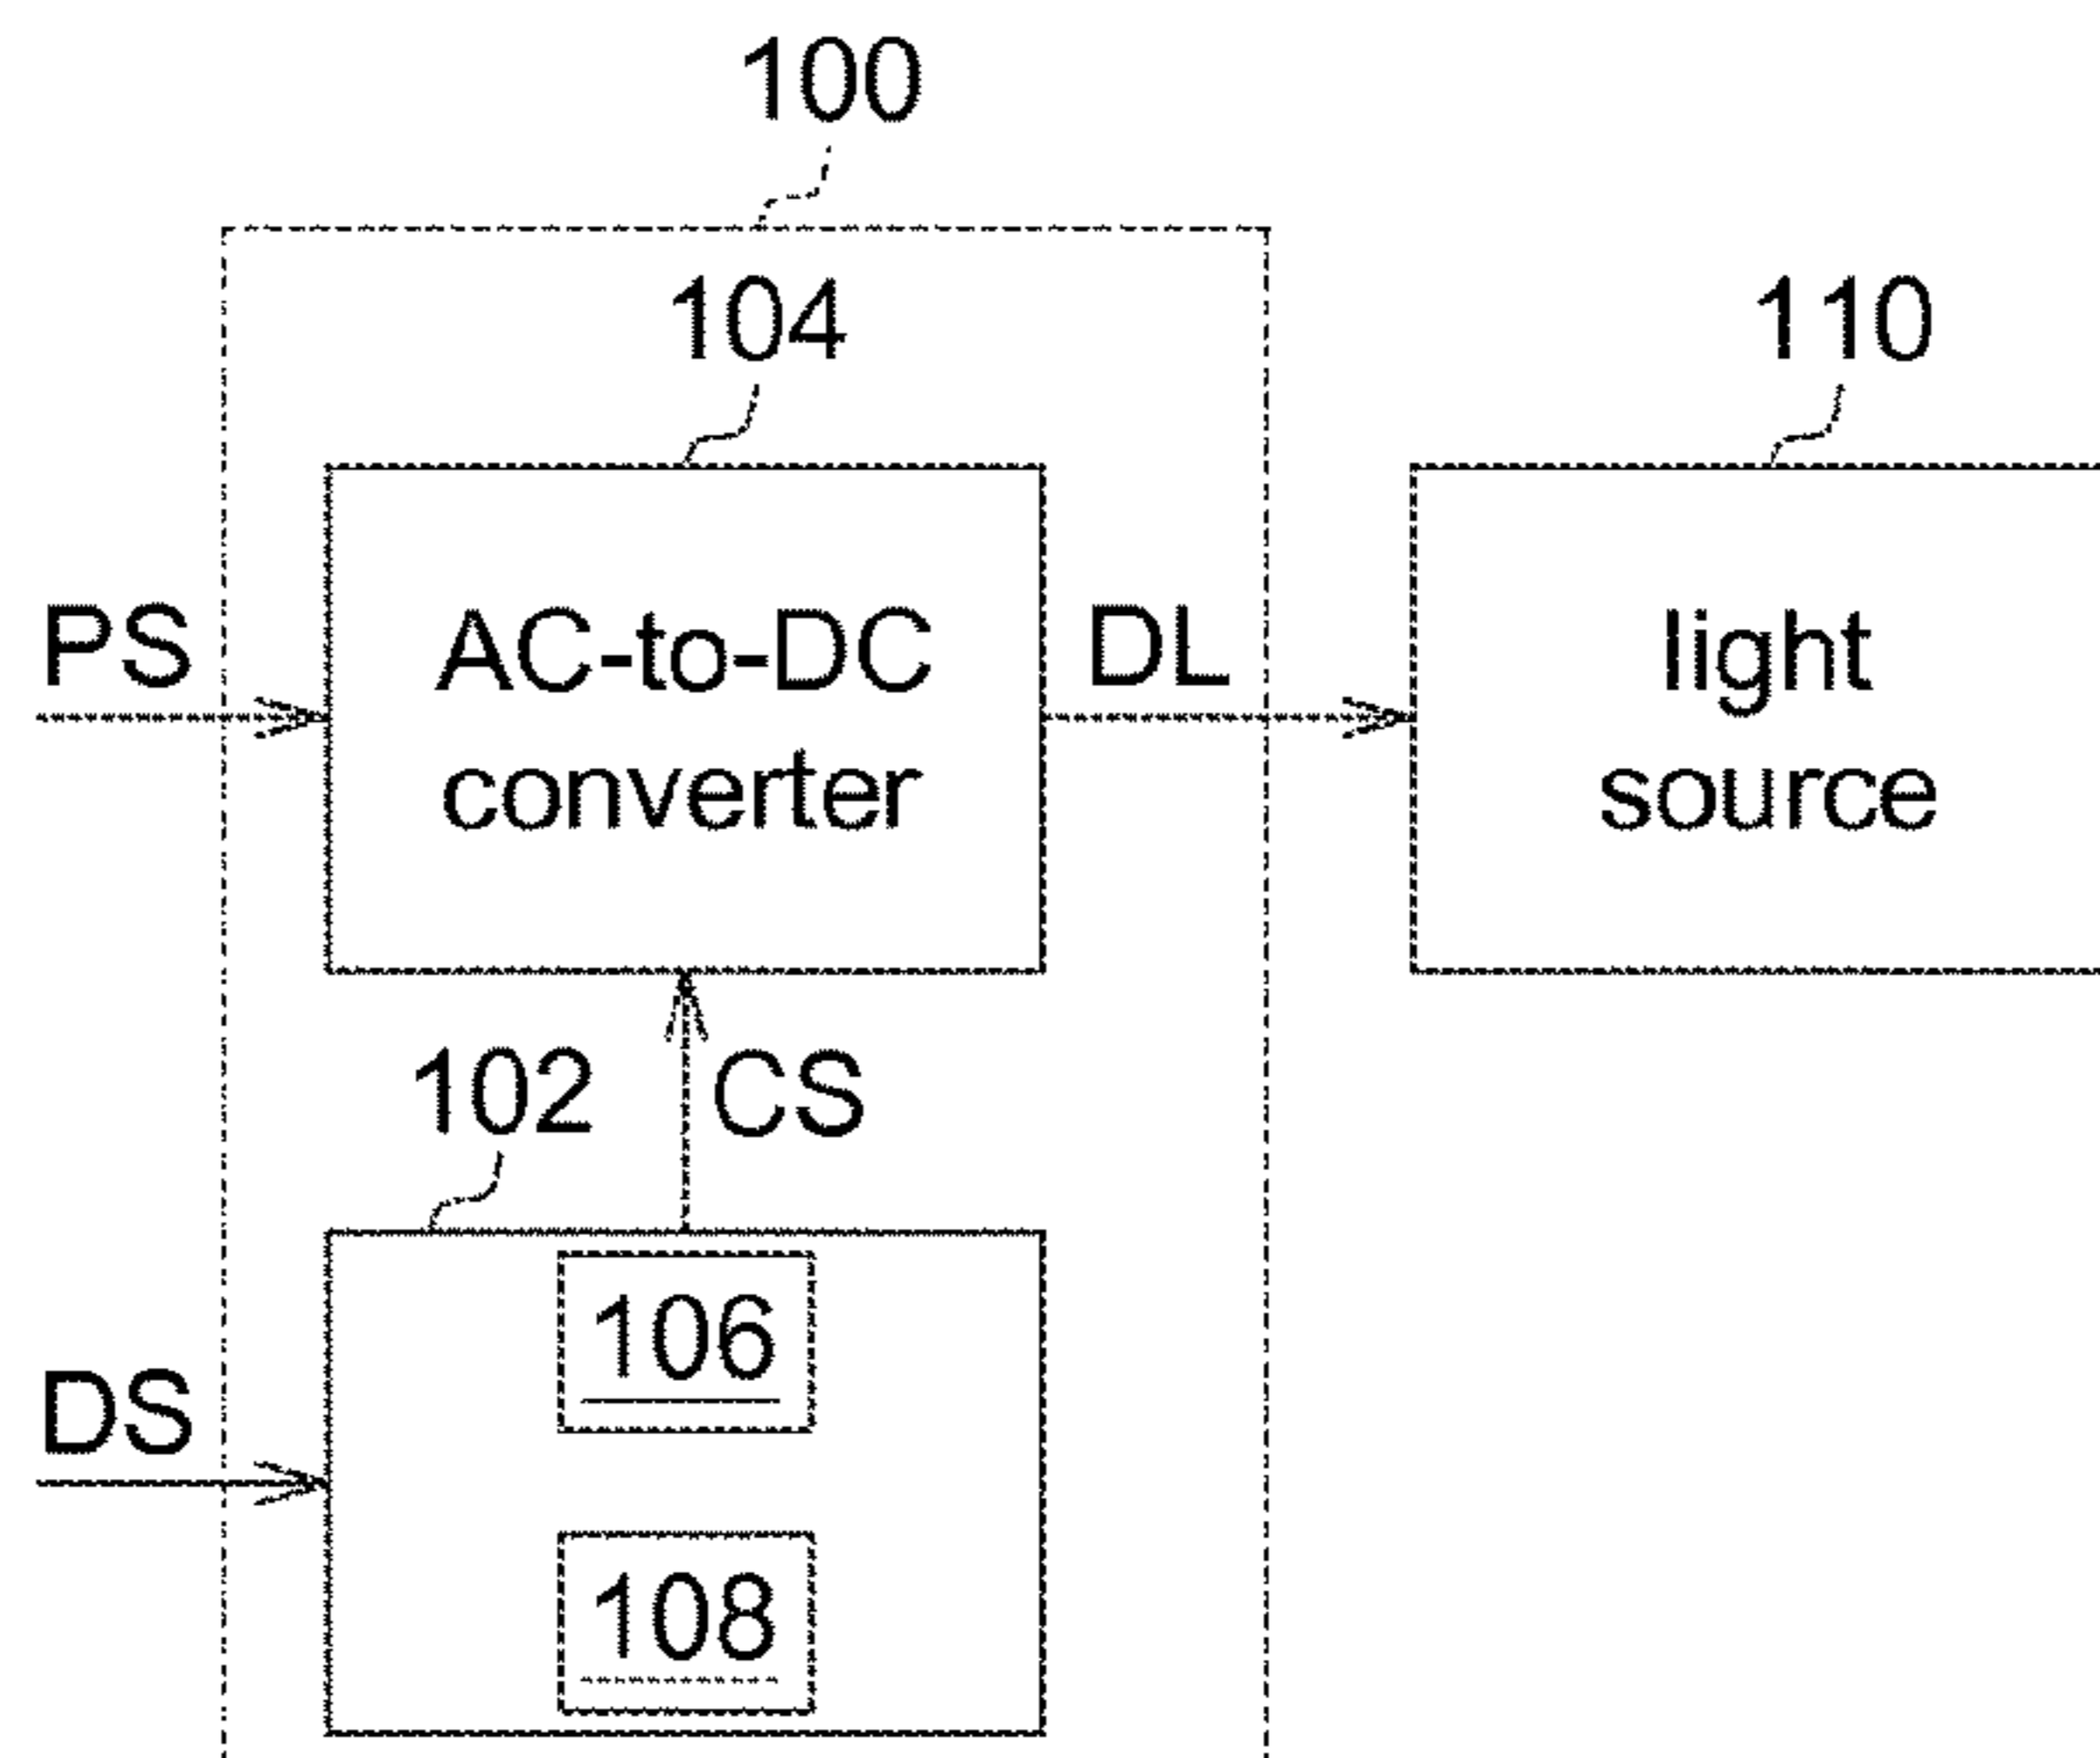 100
104
110
PS
AC-to-DC
converter
DL
light
source
102
CS
106
DS
108